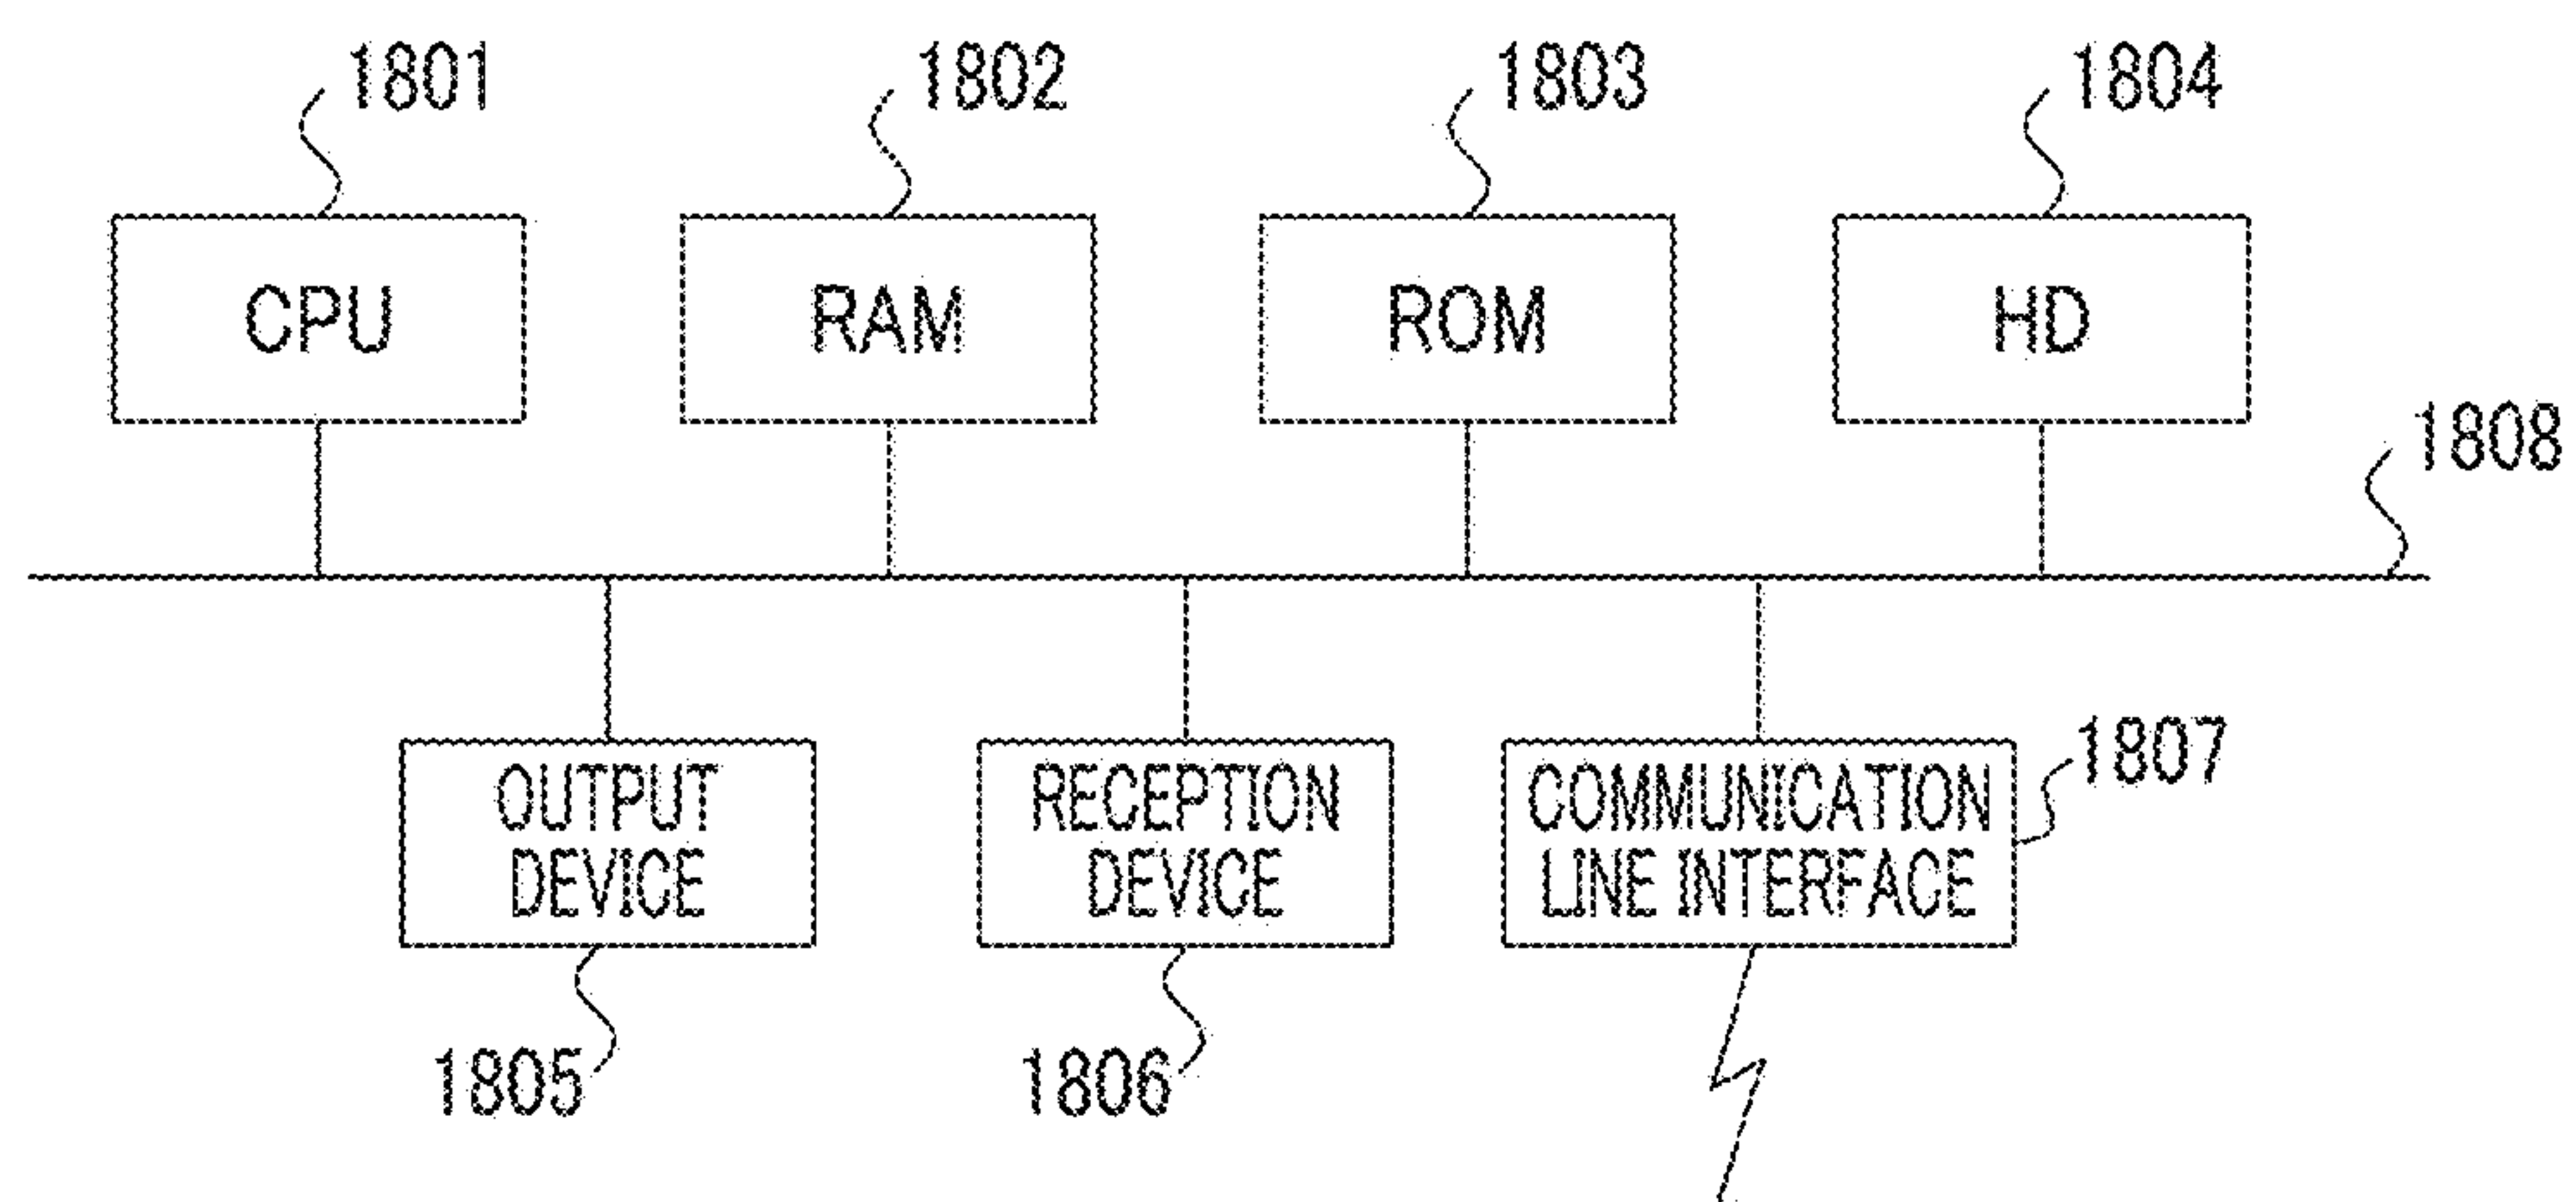 1801
1802
1803
1804
CPU
RAM
ROM
HD
1808
OUTPUT
DEVICE
RECEPTION
DEVICE
COMMUNICATION
LINE INTERFACE
1807
1805
1806